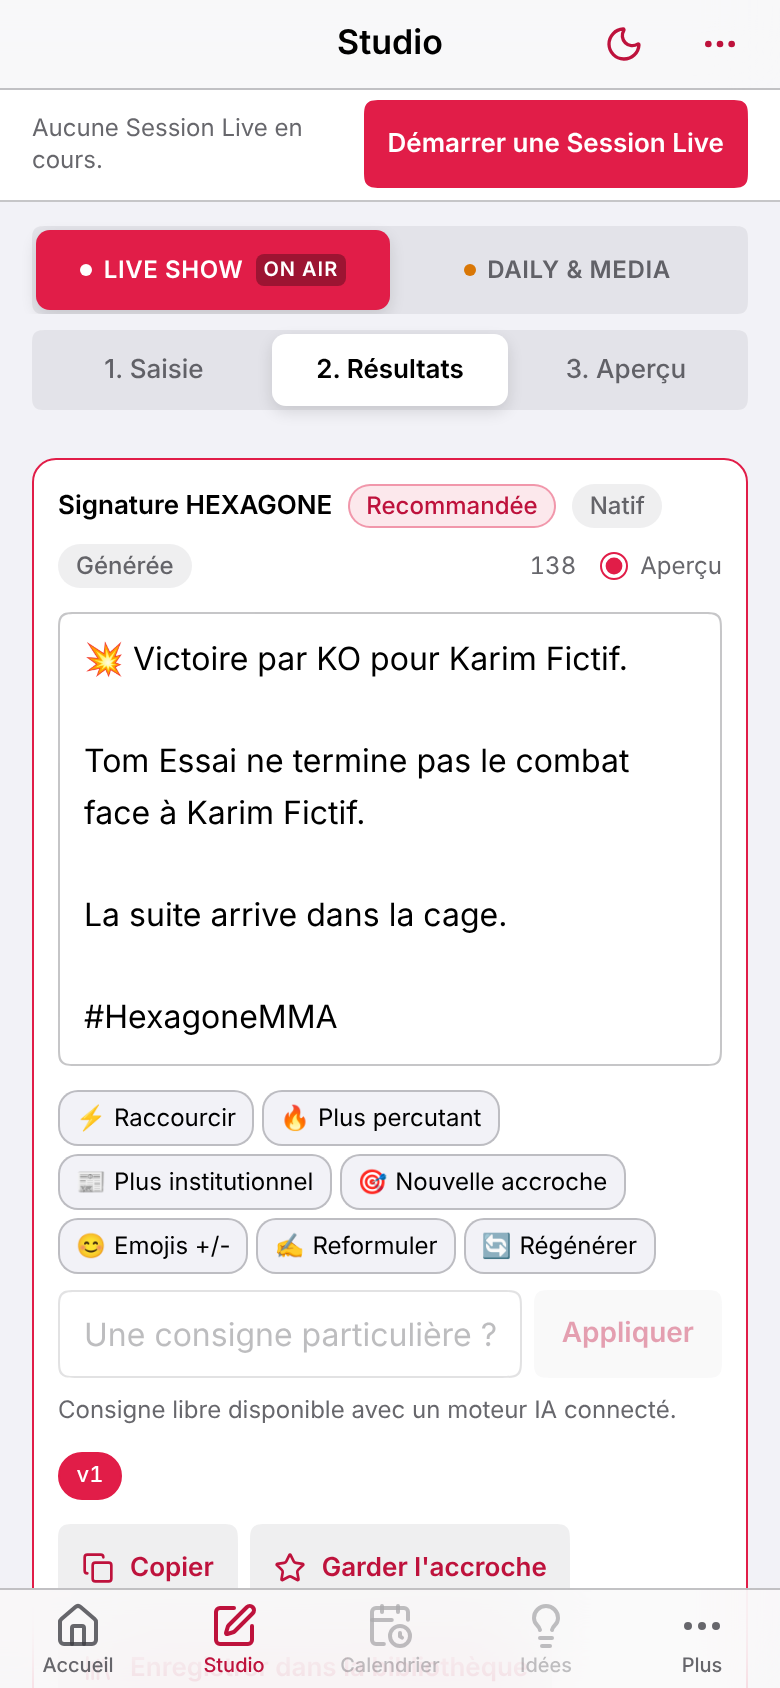 Studio
Aucune Session Live en
cours.
Démarrer une Session Live
LIVE SHOW ON AIR
DAILY & MEDIA
1. Saisie
2. Résultats
3. Aperçu
Signature HEXAGONE Recommandée Natif
Générée 138 Aperçu
💥 Victoire par KO pour Karim Fictif.
Tom Essai ne termine pas le combat
face à Karim Fictif.
La suite arrive dans la cage.
#HexagoneMMA
⚡ Raccourcir 🔥 Plus percutant
📰 Plus institutionnel 🎯 Nouvelle accroche
😊 Emojis +/- ✍️ Reformuler 🔄 Régénérer
Une consigne particulière ? Appliquer
Consigne libre disponible avec un moteur IA connecté.
v1
Copier Garder l'accroche
Enregistrer dans la bibliothèque
Accueil Studio Calendrier Idées Plus